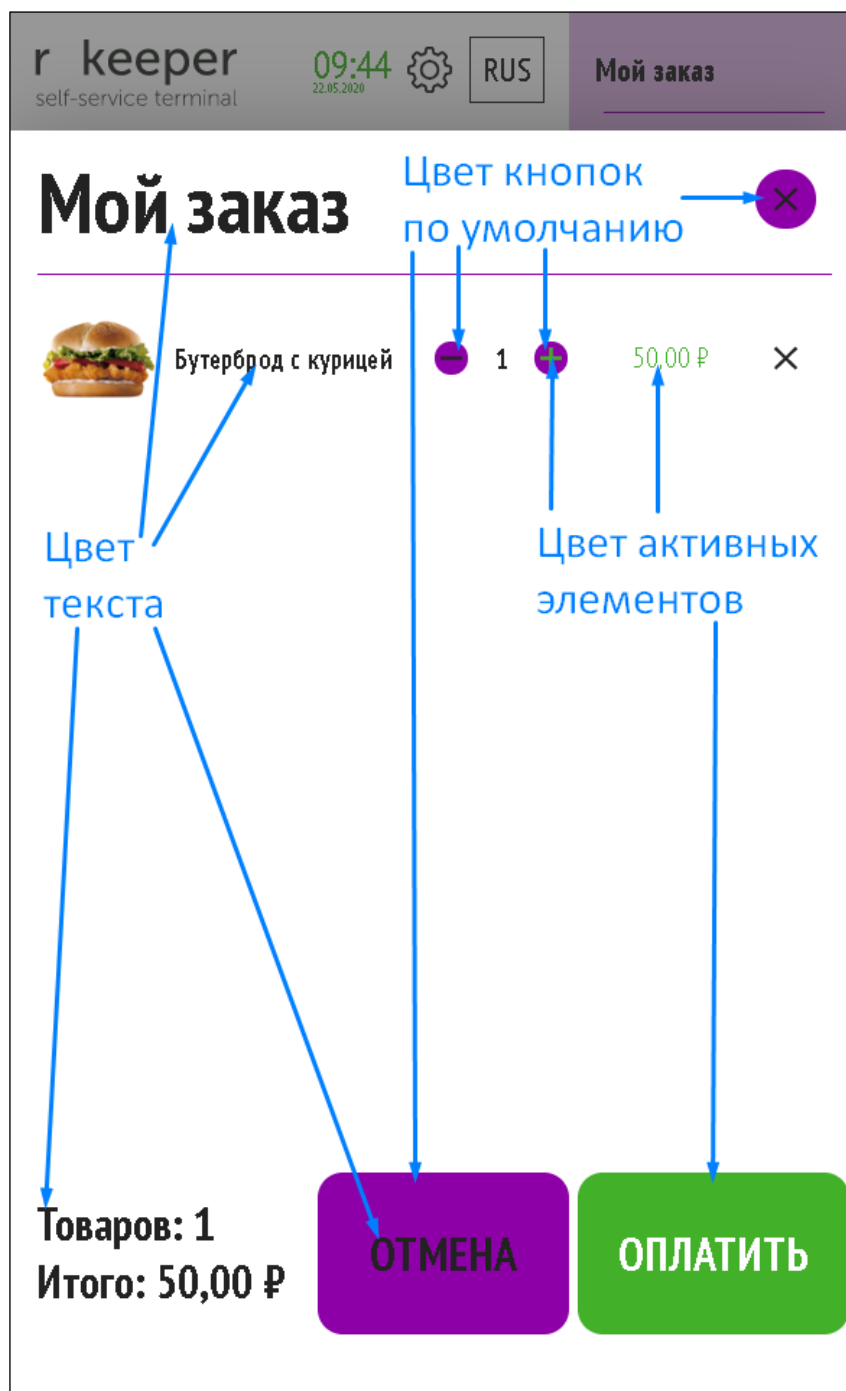 r keeper
self-service terminal
09:44
22.05.2020
RUS
Мой заказ
Мой заказ
Цвет кнопок
по умолчанию
Бутерброд с курицей
1
50,00 ₽
Цвет
текста
Цвет активных
элементов
Товаров: 1
Итого: 50,00 ₽
ОТМЕНА
ОПЛАТИТЬ